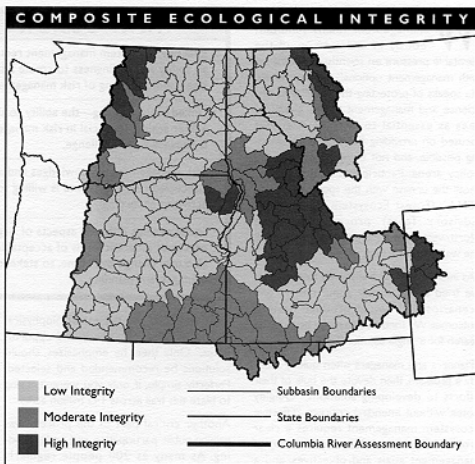 COMPOSITE ECOLOGICAL INTEGRITY
Low Integrity
Moderate Integrity
High Integrity
Subbasin Boundaries
State Boundaries
Columbia River Assessment Boundary